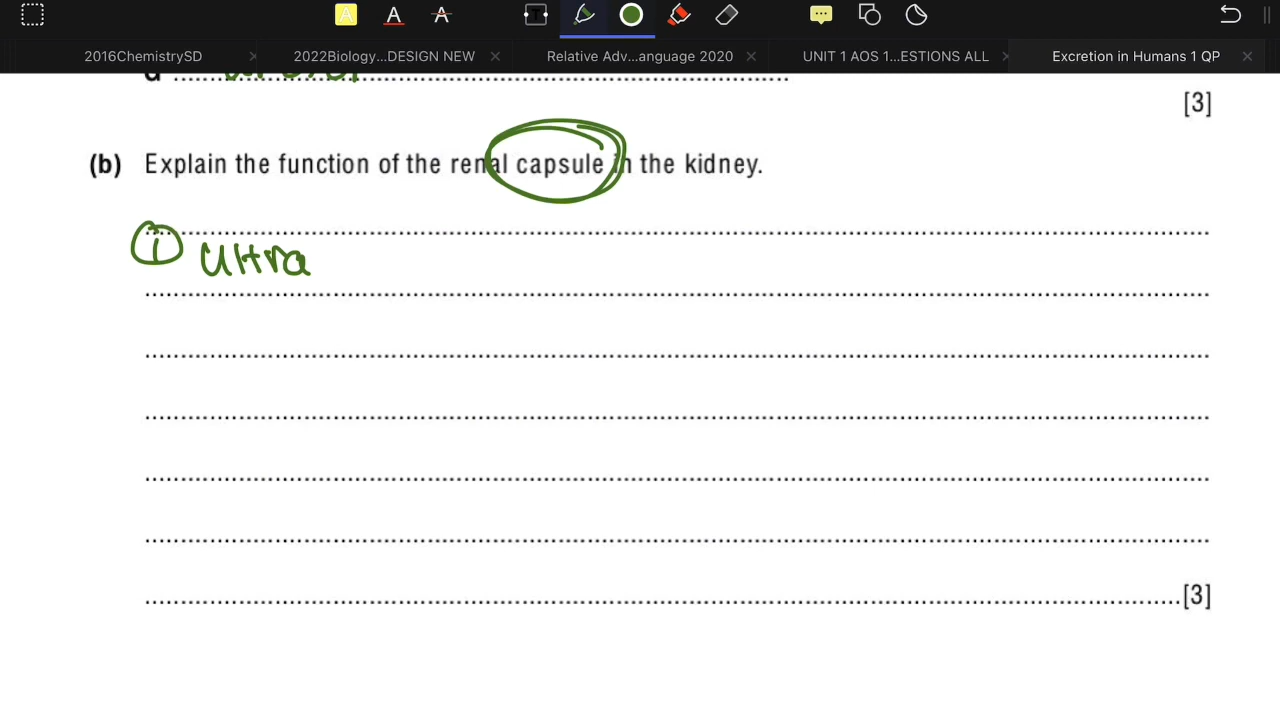 A A A T
2016ChemistrySD × 2022Biology...DESIGN NEW × Relative Adv...anguage 2020 × UNIT 1 AOS 1...ESTIONS ALL × Excretion in Humans 1 QP ×
d
[3]
(b) Explain the function of the renal capsule in the kidney.
① Ultra
[3]